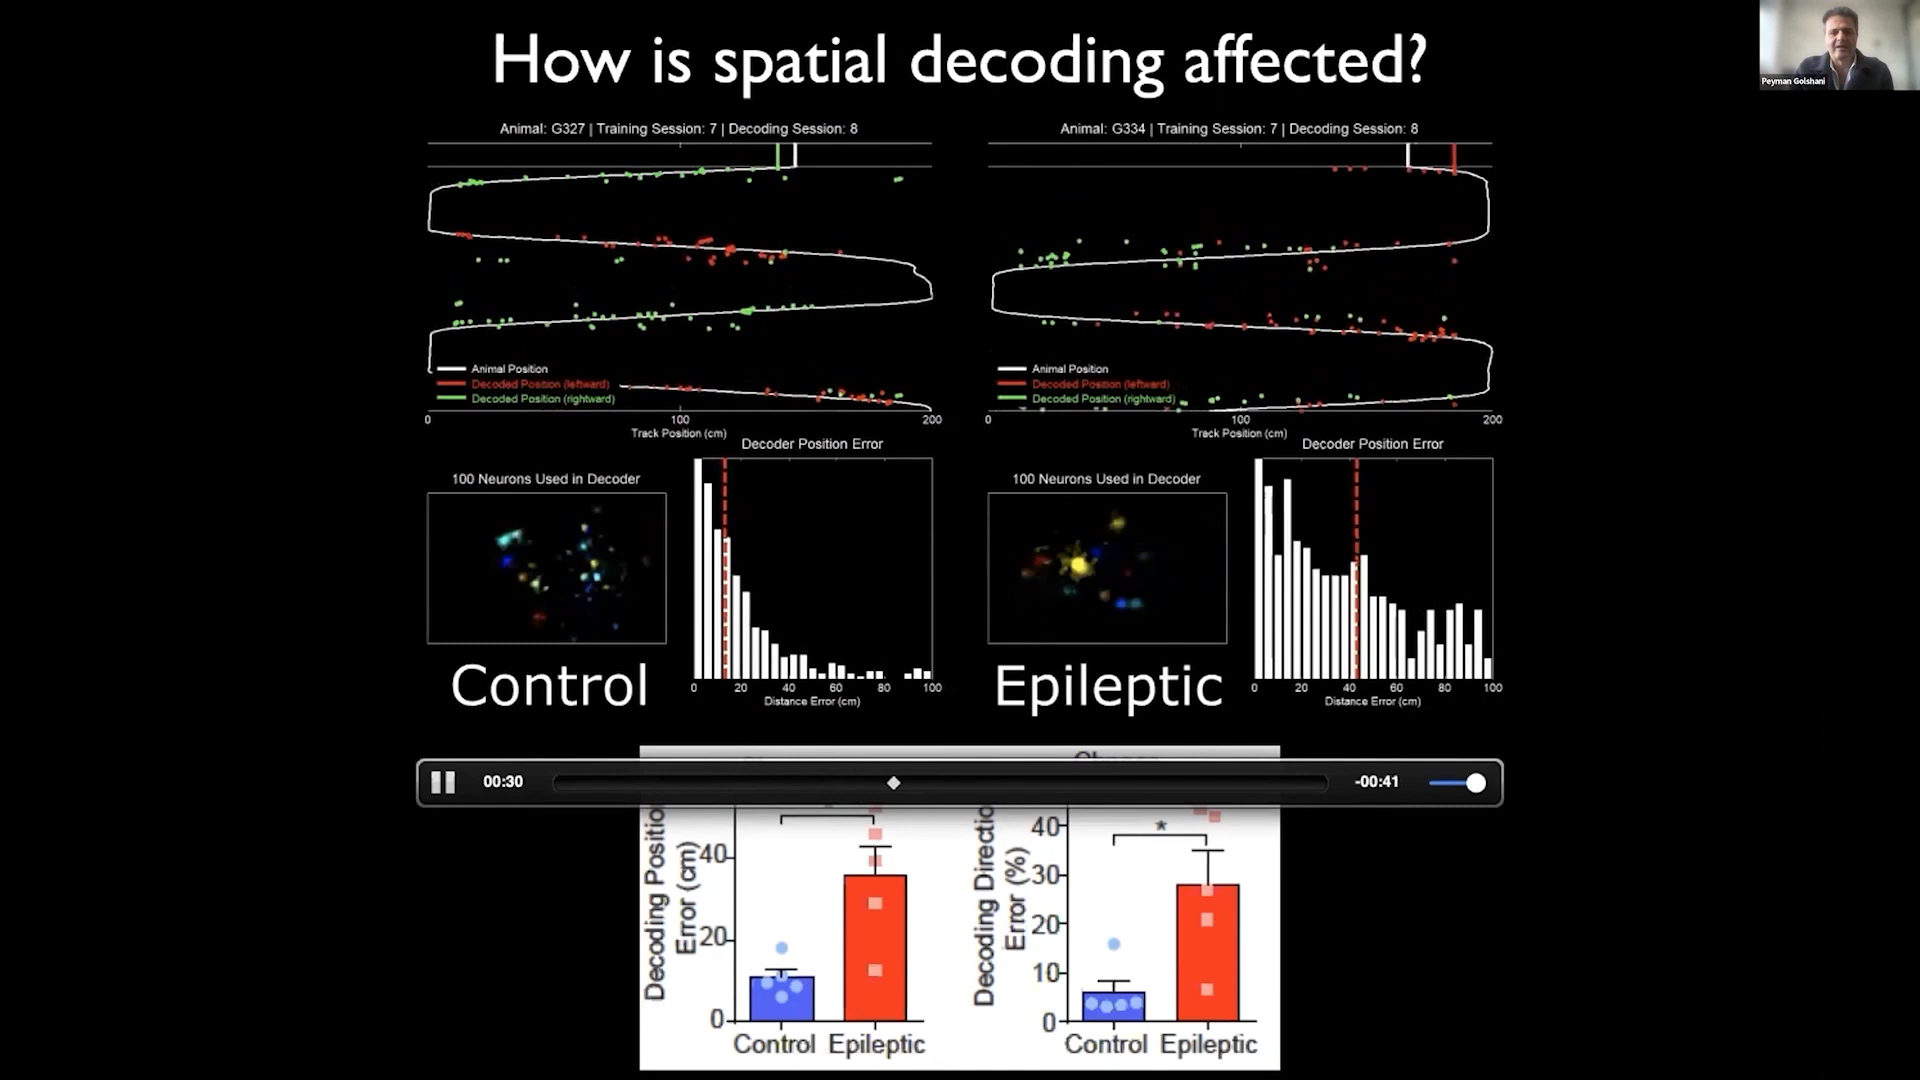 How is spatial decoding affected?
Peyman Golshani
Animal: G327 | Training Session: 7 | Decoding Session: 8
Animal Position
Decoded Position (leftward)
Decoded Position (rightward)
0 100 200
Track Position (cm)
100 Neurons Used in Decoder
Decoder Position Error
0 20 40 60 80 100
Distance Error (cm)
Control
Animal: G334 | Training Session: 7 | Decoding Session: 8
Animal Position
Decoded Position (leftward)
Decoded Position (rightward)
0 100 200
Track Position (cm)
100 Neurons Used in Decoder
Decoder Position Error
0 20 40 60 80 100
Distance Error (cm)
Epileptic
00:30
-00:41
Decoding
Error (cm)
40
20
0
Control Epileptic
Decoding
Error (%)
40
30
20
10
0
*
Control Epileptic